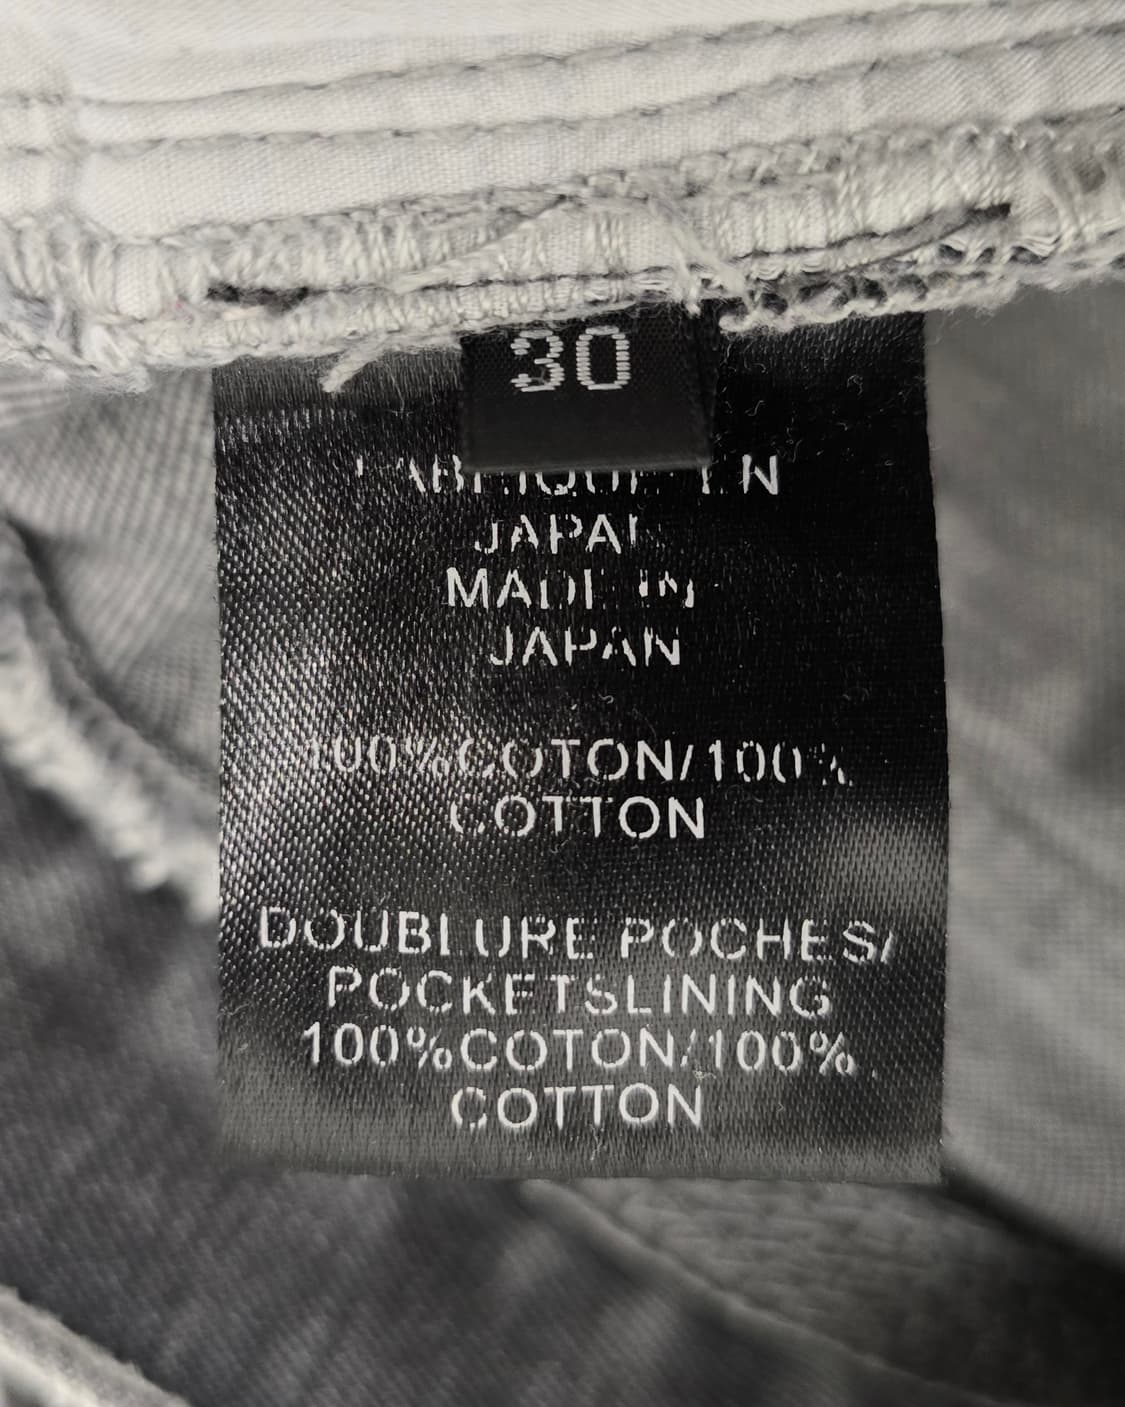 30
FABRIQUE EN
JAPAN
MADE IN
JAPAN
100%COTON/100%
COTTON
DOUBLURE POCHES/
POCKETSLINING
100%COTON/100%
COTTON